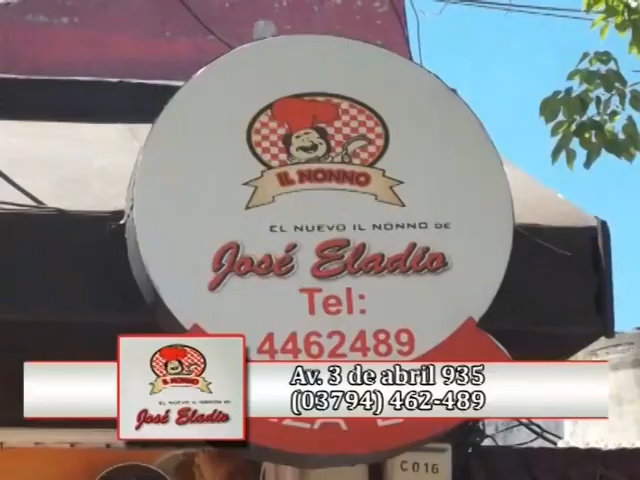 IL NONNO
EL NUEVO IL NONNO DE
José Eladio
Tel:
4462489
IL NONNO
EL NUEVO IL NONNO DE
José Eladio
Av. 3 de abril 935
(03794) 462-489
C016